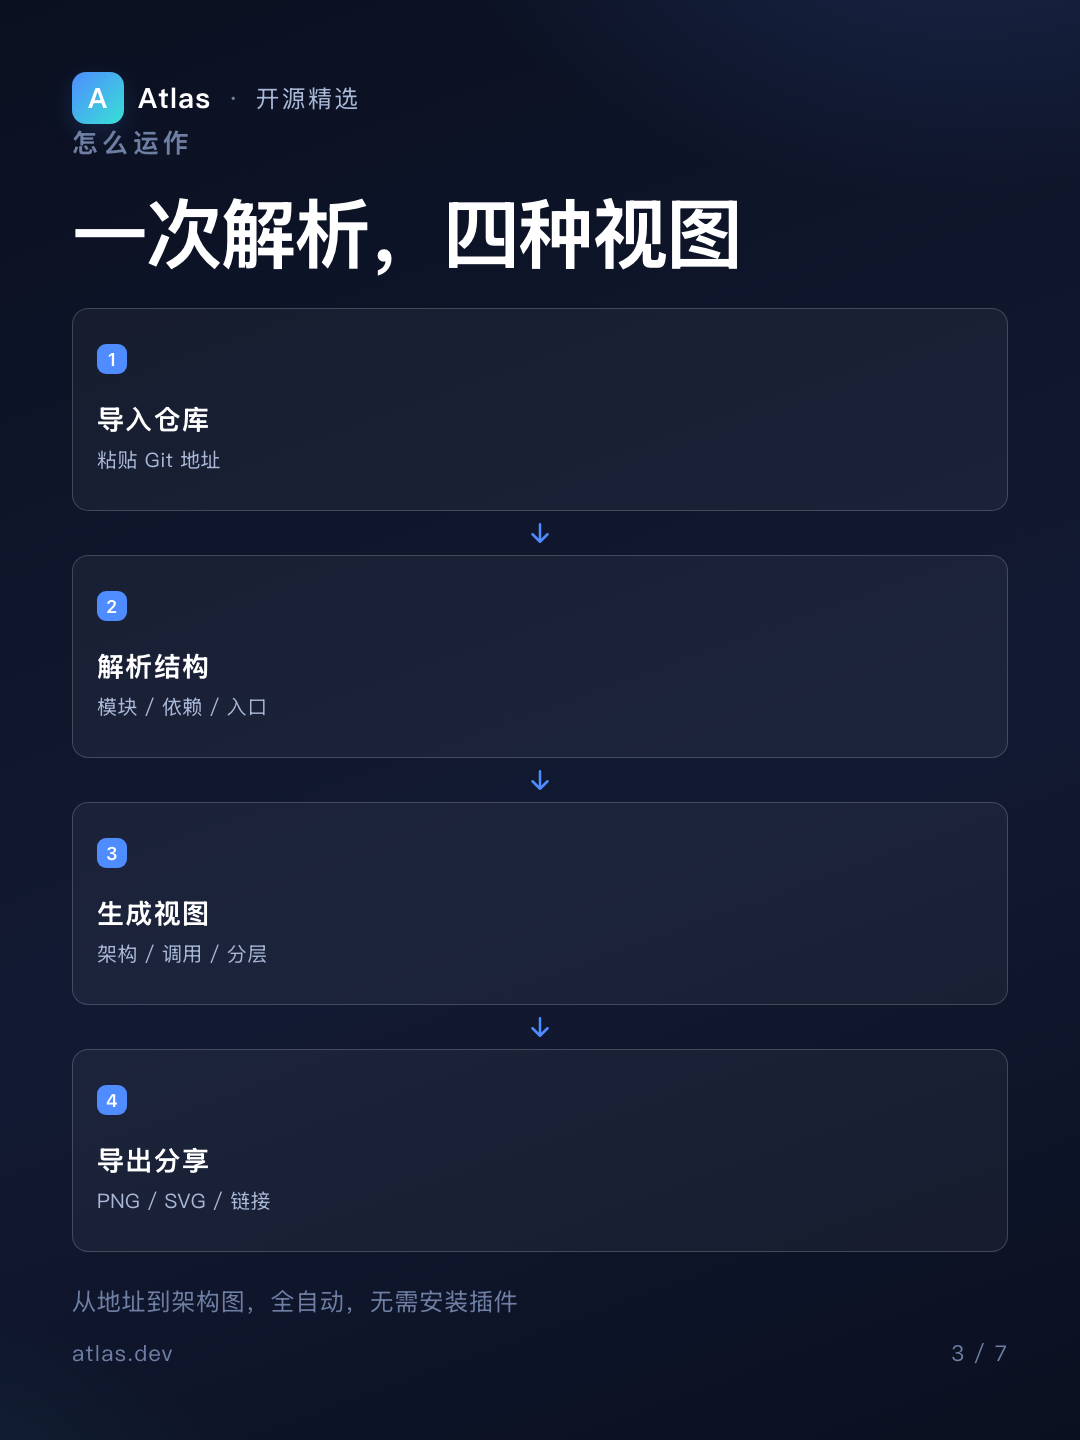 A Atlas · 开源精选
怎么运作
一次解析，四种视图
1
导入仓库
粘贴 Git 地址
↓
2
解析结构
模块 / 依赖 / 入口
↓
3
生成视图
架构 / 调用 / 分层
↓
4
导出分享
PNG / SVG / 链接
从地址到架构图，全自动，无需安装插件
atlas.dev
3 / 7